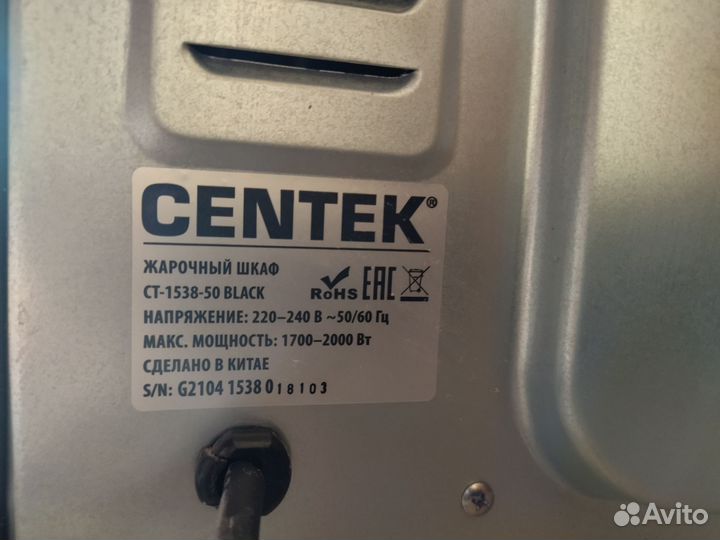 CENTEK®
ЖАРОЧНЫЙ ШКАФ
CT-1538-50 BLACK
RoHS
EAC
НАПРЯЖЕНИЕ: 220–240 В ~50/60 Гц
МАКС. МОЩНОСТЬ: 1700–2000 Вт
СДЕЛАНО В КИТАЕ
S/N: G2104 1538 018103
Avito